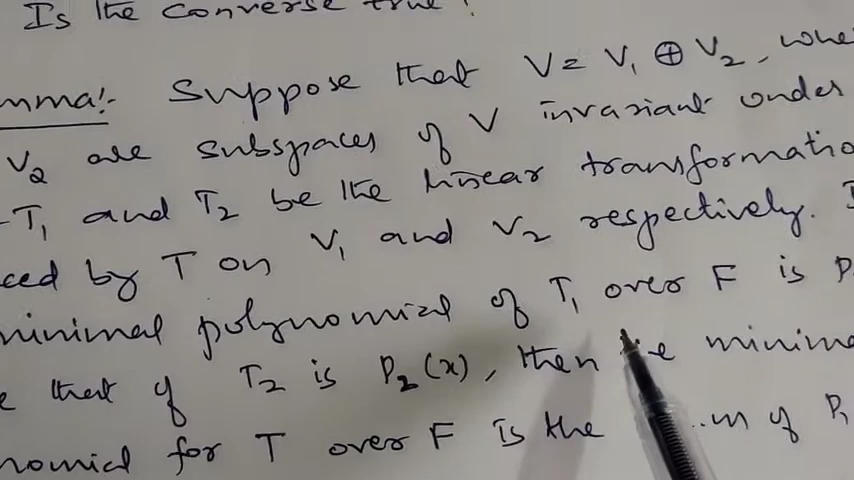 Is the converse true?
mma:- Suppose that V = V₁ ⊕ V₂, whe
V₂ are subspaces of V invariant under
T₁ and T₂ be the linear transformatio
ced by T on V₁ and V₂ respectively. I
minimal polynomial of T₁ over F is P
e that of T₂ is P₂(x), then minima
nomial for T over F is the m of P₁